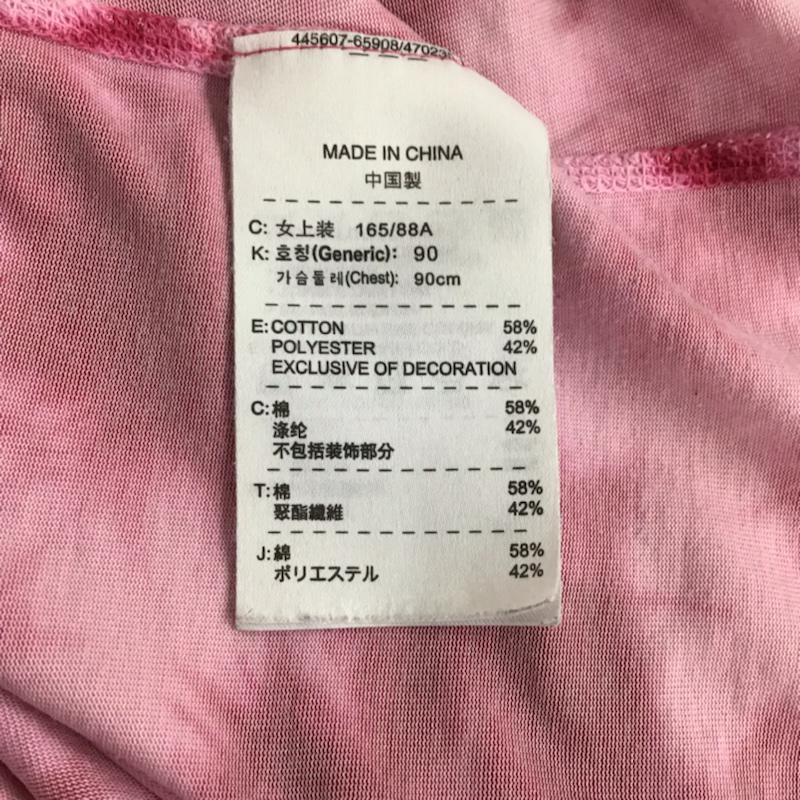 445607-65908/47023
MADE IN CHINA
中国製
C: 女上装 165/88A
K: 호칭(Generic): 90
가슴둘레(Chest): 90cm
E: COTTON 58%
POLYESTER 42%
EXCLUSIVE OF DECORATION
C: 棉 58%
涤纶 42%
不包括装饰部分
T: 棉 58%
聚酯纖維 42%
J: 綿 58%
ポリエステル 42%